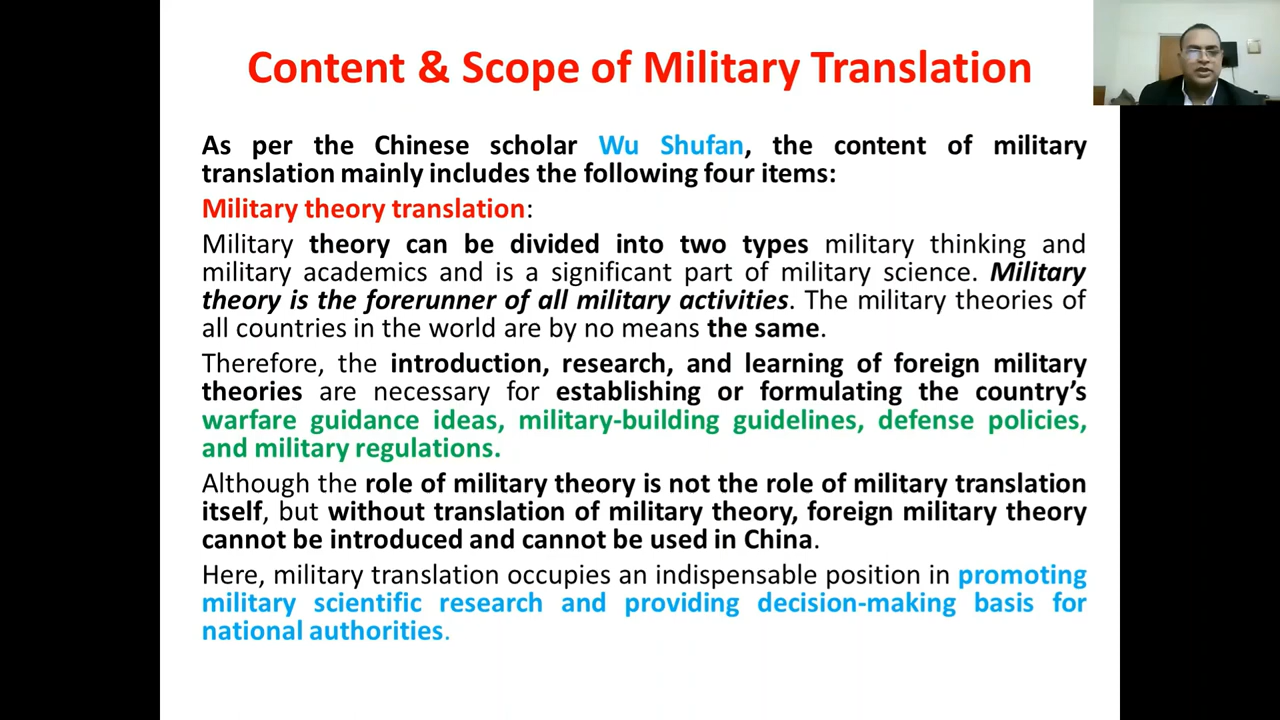 Content & Scope of Military Translation
As per the Chinese scholar Wu Shufan, the content of military
translation mainly includes the following four items:
Military theory translation:
Military theory can be divided into two types military thinking and
military academics and is a significant part of military science. Military
theory is the forerunner of all military activities. The military theories of
all countries in the world are by no means the same.
Therefore, the introduction, research, and learning of foreign military
theories are necessary for establishing or formulating the country’s
warfare guidance ideas, military-building guidelines, defense policies,
and military regulations.
Although the role of military theory is not the role of military translation
itself, but without translation of military theory, foreign military theory
cannot be introduced and cannot be used in China.
Here, military translation occupies an indispensable position in promoting
military scientific research and providing decision-making basis for
national authorities.